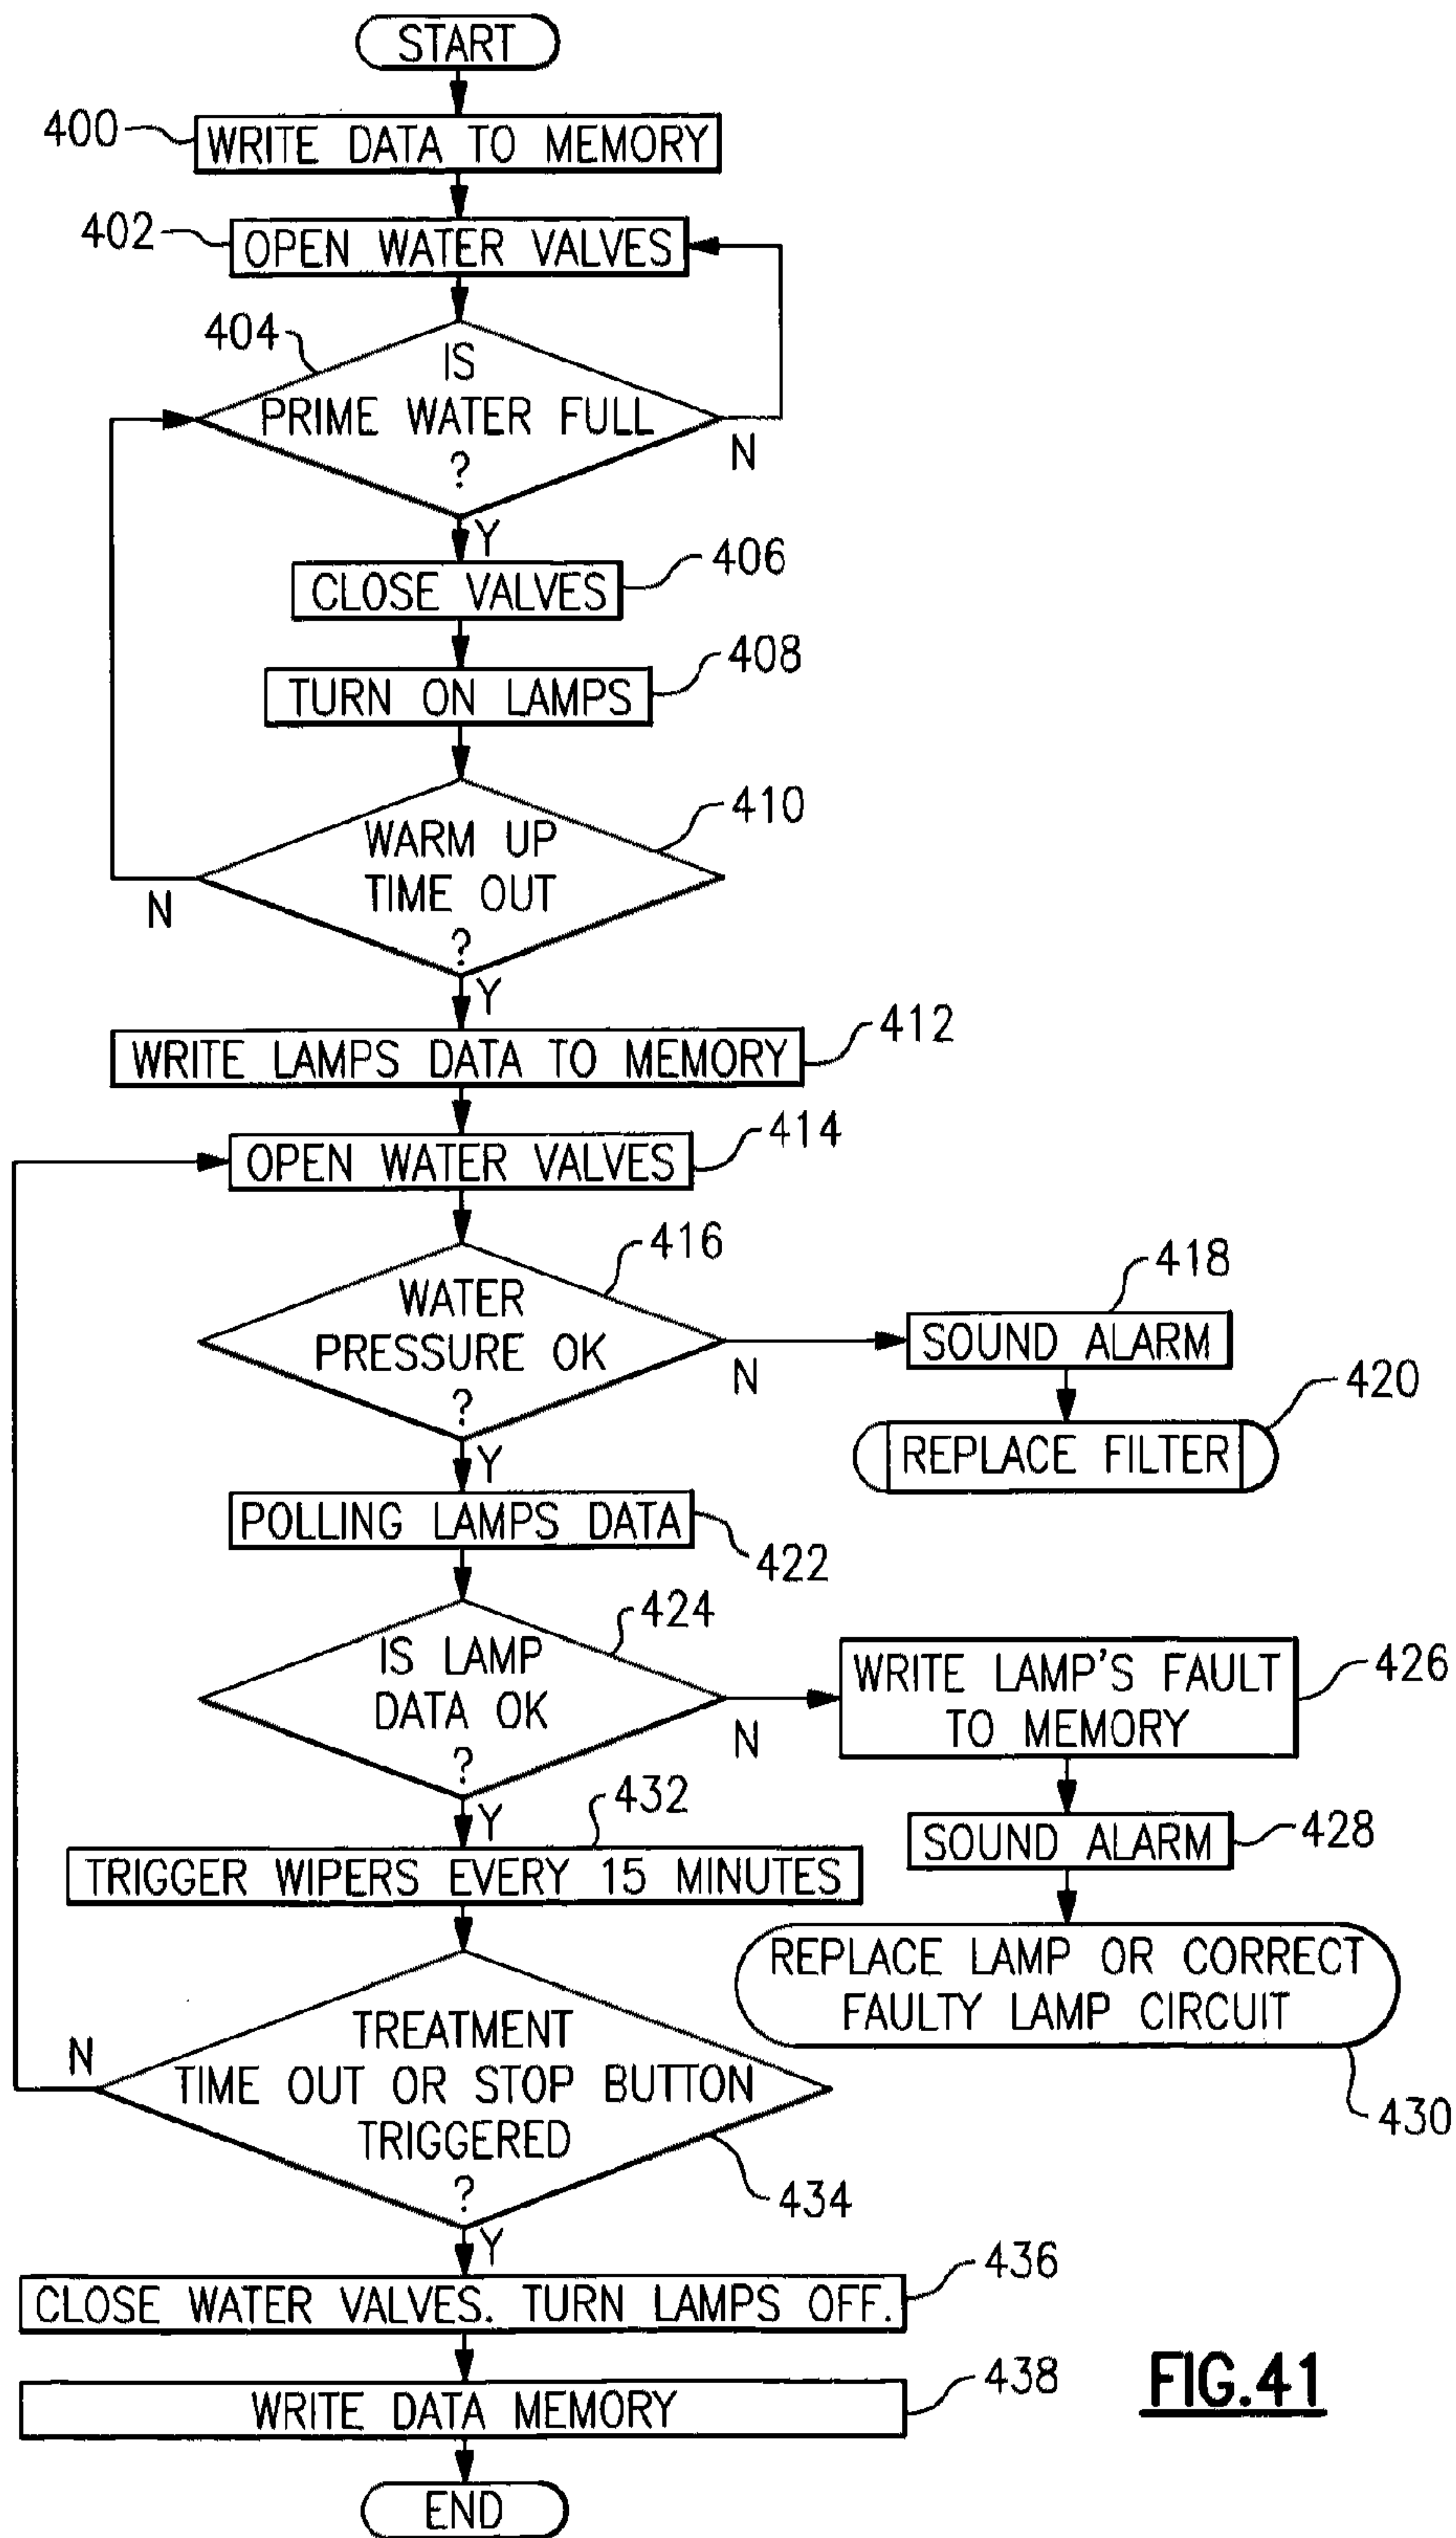 START
400
WRITE DATA TO MEMORY
402
OPEN WATER VALVES
404
IS
PRIME WATER FULL
?
N
Y
406
CLOSE VALVES
408
TURN ON LAMPS
410
WARM UP
TIME OUT
?
N
Y
412
WRITE LAMPS DATA TO MEMORY
414
OPEN WATER VALVES
416
WATER
PRESSURE OK
?
N
Y
418
SOUND ALARM
420
REPLACE FILTER
POLLING LAMPS DATA
422
424
IS LAMP
DATA OK
?
N
Y
WRITE LAMP'S FAULT
TO MEMORY
426
SOUND ALARM
428
REPLACE LAMP OR CORRECT
FAULTY LAMP CIRCUIT
430
432
TRIGGER WIPERS EVERY 15 MINUTES
TREATMENT
TIME OUT OR STOP BUTTON
TRIGGERED
?
N
434
Y
436
CLOSE WATER VALVES. TURN LAMPS OFF.
438
WRITE DATA MEMORY
END
FIG.41